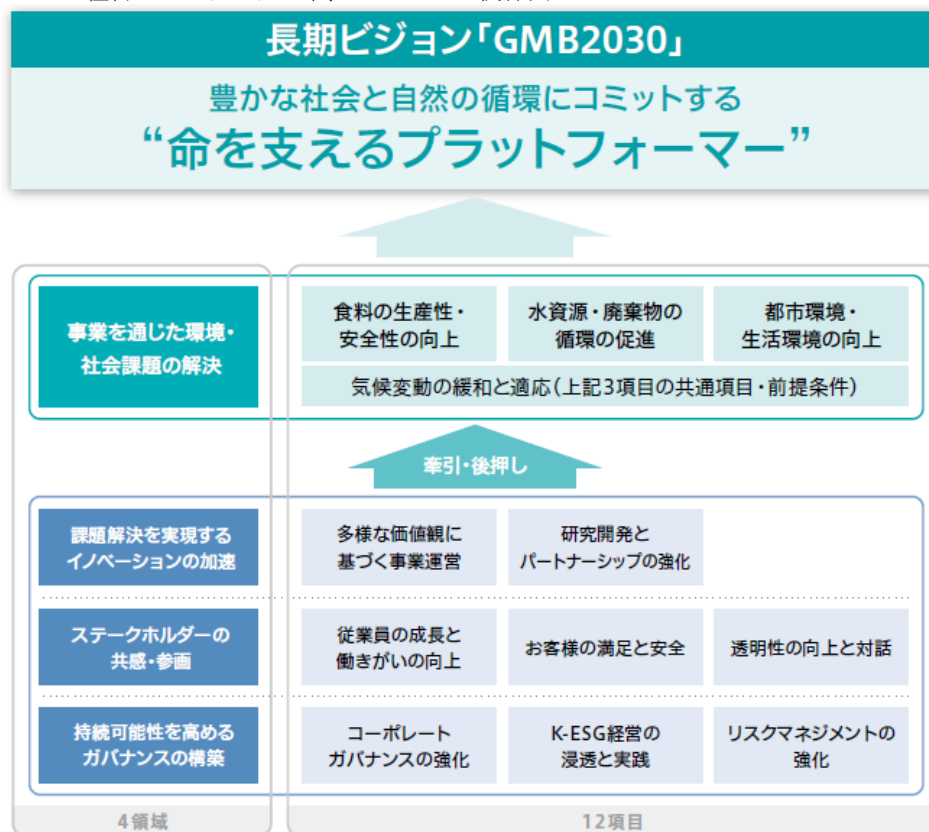 長期ビジョン「GMB2030」
豊かな社会と自然の循環にコミットする
“命を支えるプラットフォーマー”
事業を通じた環境・
社会課題の解決
食料の生産性・
安全性の向上
水資源・廃棄物の
循環の促進
都市環境・
生活環境の向上
気候変動の緩和と適応(上記3項目の共通項目・前提条件)
牽引・後押し
課題解決を実現する
イノベーションの加速
多様な価値観に
基づく事業運営
研究開発と
パートナーシップの強化
ステークホルダーの
共感・参画
従業員の成長と
働きがいの向上
お客様の満足と安全
透明性の向上と対話
持続可能性を高める
ガバナンスの構築
コーポレート
ガバナンスの強化
K-ESG経営の
浸透と実践
リスクマネジメントの
強化
4領域
12項目